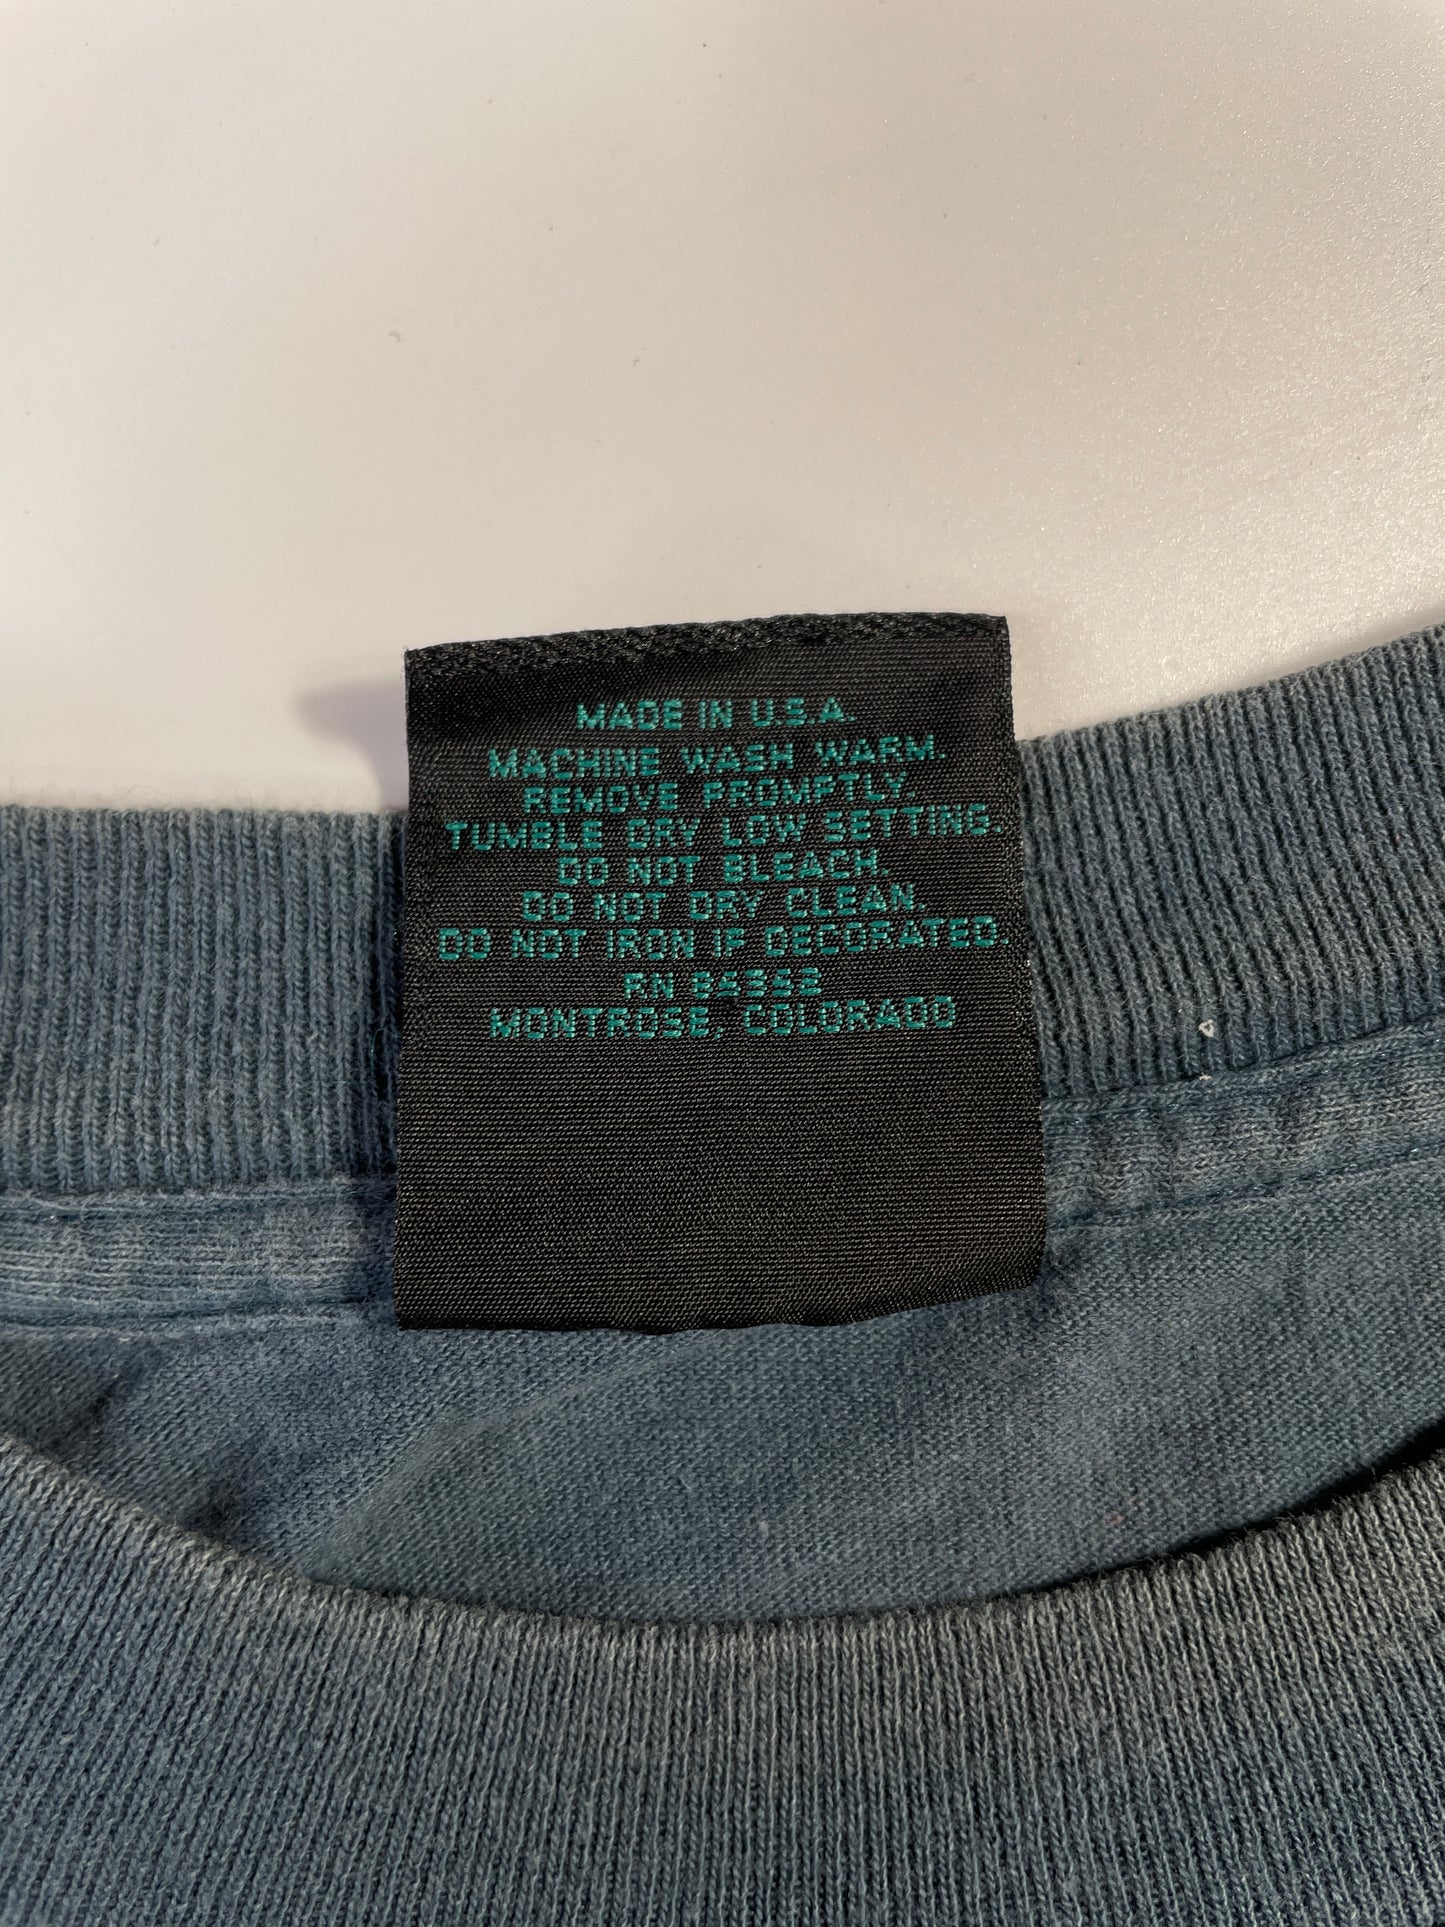 MADE IN U.S.A.
MACHINE WASH WARM.
REMOVE PROMPTLY.
TUMBLE DRY LOW SETTING.
DO NOT BLEACH.
DO NOT DRY CLEAN.
DO NOT IRON IF DECORATED.
RN
MONTROSE, COLORADO